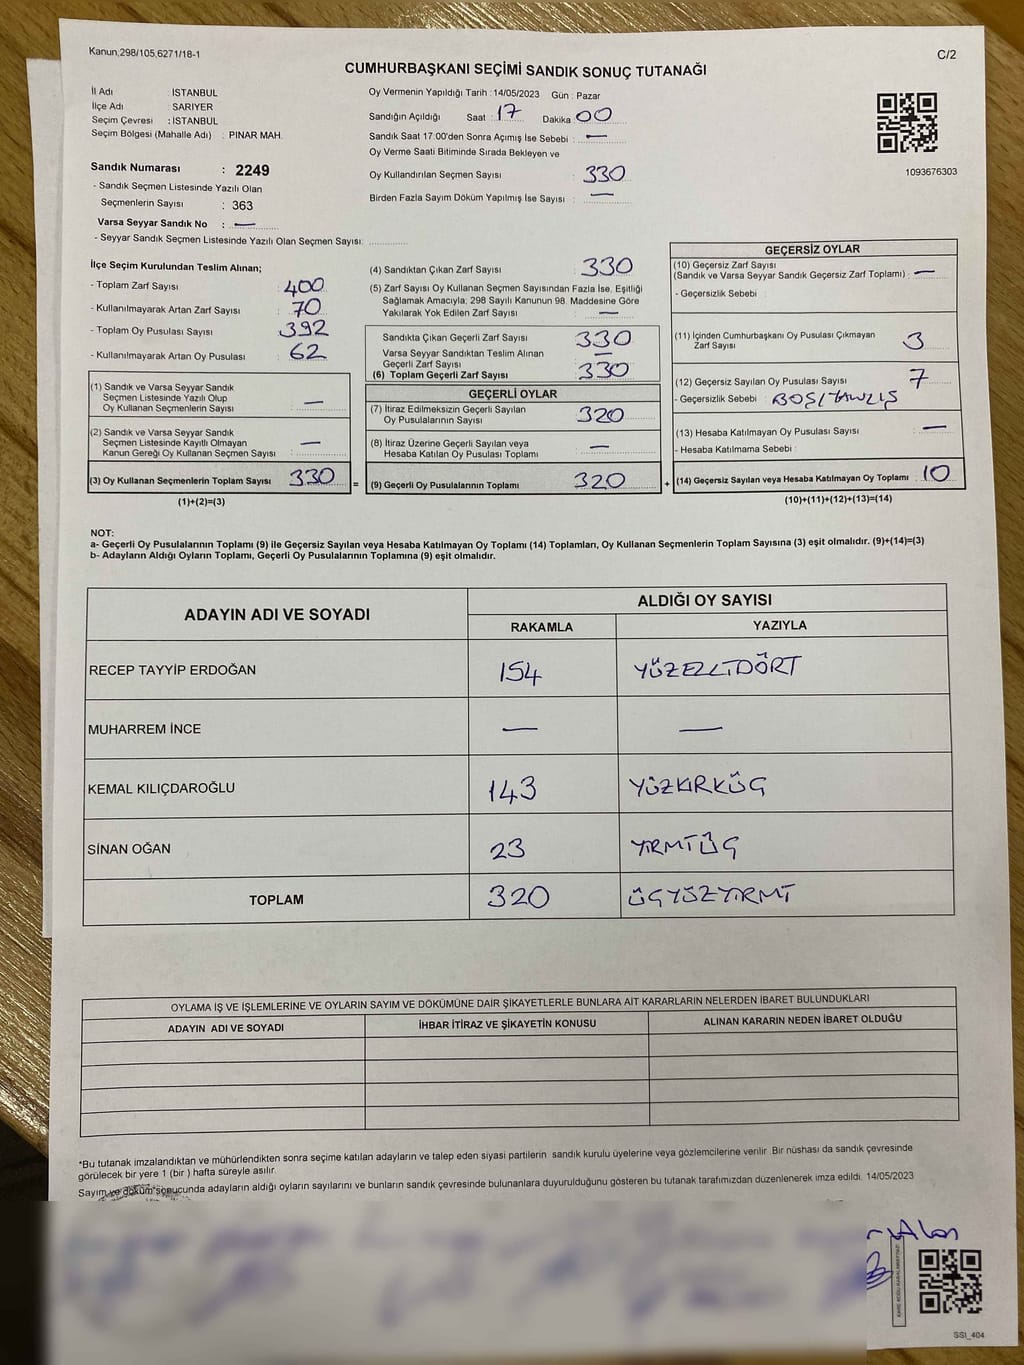 Kanun,298/105,6271/18-1
C/2
CUMHURBAŞKANI SEÇİMİ SANDIK SONUÇ TUTANAĞI
İl Adı : İSTANBUL
İlçe Adı : SARIYER
Seçim Çevresi : İSTANBUL
Seçim Bölgesi (Mahalle Adı) : PINAR MAH.
Sandık Numarası : 2249
- Sandık Seçmen Listesinde Yazılı Olan
Seçmenlerin Sayısı : 363
Varsa Seyyar Sandık No : —
- Seyyar Sandık Seçmen Listesinde Yazılı Olan Seçmen Sayısı:
Oy Vermenin Yapıldığı Tarih : 14/05/2023 Gün : Pazar
Sandığın Açıldığı Saat : 17 Dakika 00
Sandık Saat 17:00'den Sonra Açımış İse Sebebi : —
Oy Verme Saati Bitiminde Sırada Bekleyen ve
Oy Kullandırılan Seçmen Sayısı : 330
Birden Fazla Sayım Döküm Yapılmış İse Sayısı : —
1093676303
İlçe Seçim Kurulundan Teslim Alınan;
- Toplam Zarf Sayısı : 400
- Kullanılmayarak Artan Zarf Sayısı : 70
- Toplam Oy Pusulası Sayısı : 392
- Kullanılmayarak Artan Oy Pusulası : 62
(1) Sandık ve Varsa Seyyar Sandık
Seçmen Listesinde Yazılı Olup
Oy Kullanan Seçmenlerin Sayısı : —
(2) Sandık ve Varsa Seyyar Sandık
Seçmen Listesinde Kayıtlı Olmayan
Kanun Gereği Oy Kullanan Seçmen Sayısı : —
(3) Oy Kullanan Seçmenlerin Toplam Sayısı 330
(1)+(2)=(3)
=
(4) Sandıktan Çıkan Zarf Sayısı : 330
(5) Zarf Sayısı Oy Kullanan Seçmen Sayısından Fazla İse, Eşitliği
Sağlamak Amacıyla; 298 Sayılı Kanunun 98. Maddesine Göre
Yakılarak Yok Edilen Zarf Sayısı : —
Sandıkta Çıkan Geçerli Zarf Sayısı : 330
Varsa Seyyar Sandıktan Teslim Alınan
Geçerli Zarf Sayısı : —
(6) Toplam Geçerli Zarf Sayısı : 330
GEÇERLİ OYLAR
(7) İtiraz Edilmeksizin Geçerli Sayılan
Oy Pusulalarının Sayısı : 320
(8) İtiraz Üzerine Geçerli Sayılan veya
Hesaba Katılan Oy Pusulası Toplamı : —
(9) Geçerli Oy Pusulalarının Toplamı : 320
+
GEÇERSİZ OYLAR
(10) Geçersiz Zarf Sayısı
(Sandık ve Varsa Seyyar Sandık Geçersiz Zarf Toplamı) : —
- Geçersizlik Sebebi :
(11) İçinden Cumhurbaşkanı Oy Pusulası Çıkmayan
Zarf Sayısı : 3
(12) Geçersiz Sayılan Oy Pusulası Sayısı : 7
- Geçersizlik Sebebi : BOŞ/YANLIŞ
(13) Hesaba Katılmayan Oy Pusulası Sayısı : —
- Hesaba Katılmama Sebebi :
(14) Geçersiz Sayılan veya Hesaba Katılmayan Oy Toplamı : 10
(10)+(11)+(12)+(13)=(14)
NOT:
a- Geçerli Oy Pusulalarının Toplamı (9) ile Geçersiz Sayılan veya Hesaba Katılmayan Oy Toplamı (14) Toplamları, Oy Kullanan Seçmenlerin Toplam Sayısına (3) eşit olmalıdır. (9)+(14)=(3)
b- Adayların Aldığı Oyların Toplamı, Geçerli Oy Pusulalarının Toplamına (9) eşit olmalıdır.
ADAYIN ADI VE SOYADI ALDIĞI OY SAYISI
RAKAMLA YAZIYLA
RECEP TAYYİP ERDOĞAN 154 YÜZELLİDÖRT
MUHARREM İNCE — —
KEMAL KILIÇDAROĞLU 143 YÜZKIRKÜÇ
SİNAN OĞAN 23 YİRMİÜÇ
TOPLAM 320 ÜÇYÜZYİRMİ
OYLAMA İŞ VE İŞLEMLERİNE VE OYLARIN SAYIM VE DÖKÜMÜNE DAİR ŞİKAYETLERLE BUNLARA AİT KARARLARIN NELERDEN İBARET BULUNDUKLARI
ADAYIN ADI VE SOYADI İHBAR İTİRAZ VE ŞİKAYETİN KONUSU ALINAN KARARIN NEDEN İBARET OLDUĞU
*Bu tutanak imzalandıktan ve mühürlendikten sonra seçime katılan adayların ve talep eden siyasi partilerin sandık kurulu üyelerine veya gözlemcilerine verilir. Bir nüshası da sandık çevresinde
görülecek bir yere 1 (bir ) hafta süreyle asılır.
Sayım ve döküm sonucunda adayların aldığı oyların sayılarını ve bunların sandık çevresinde bulunanlara duyurulduğunu gösteren bu tutanak tarafımızdan düzenlenerek imza edildi. 14/05/2023
SSI_404